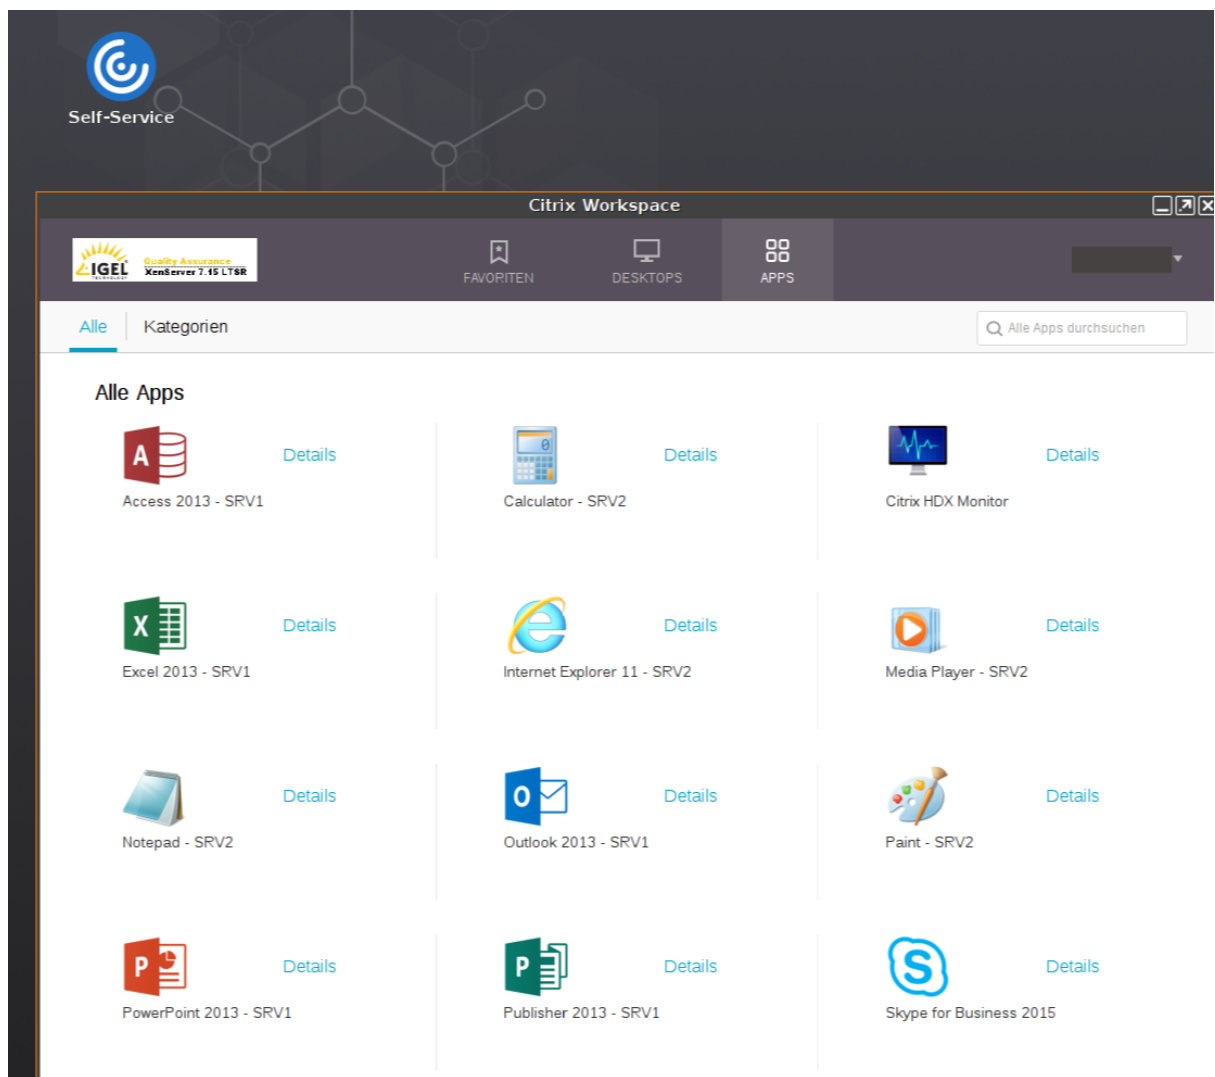 Self-Service
Citrix Workspace
IGEL
TECHNOLOGY
Quality Assurance
XenServer 7.15 LTSR
FAVORITEN
DESKTOPS
APPS
Alle
Kategorien
Alle Apps durchsuchen
Alle Apps
Details
Details
Details
Access 2013 - SRV1
Calculator - SRV2
Citrix HDX Monitor
Details
Details
Details
Excel 2013 - SRV1
Internet Explorer 11 - SRV2
Media Player - SRV2
Details
Details
Details
Notepad - SRV2
Outlook 2013 - SRV1
Paint - SRV2
Details
Details
Details
PowerPoint 2013 - SRV1
Publisher 2013 - SRV1
Skype for Business 2015